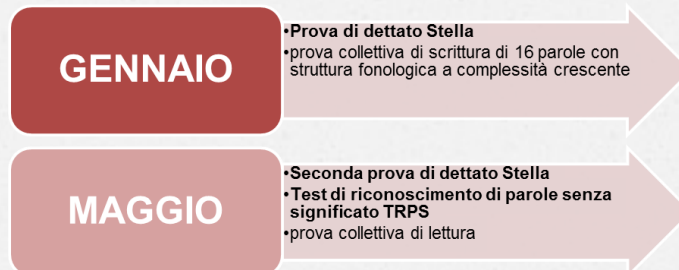 GENNAIO
•Prova di dettato Stella
•prova collettiva di scrittura di 16 parole con
struttura fonologica a complessità crescente
MAGGIO
•Seconda prova di dettato Stella
•Test di riconoscimento di parole senza
significato TRPS
•prova collettiva di lettura